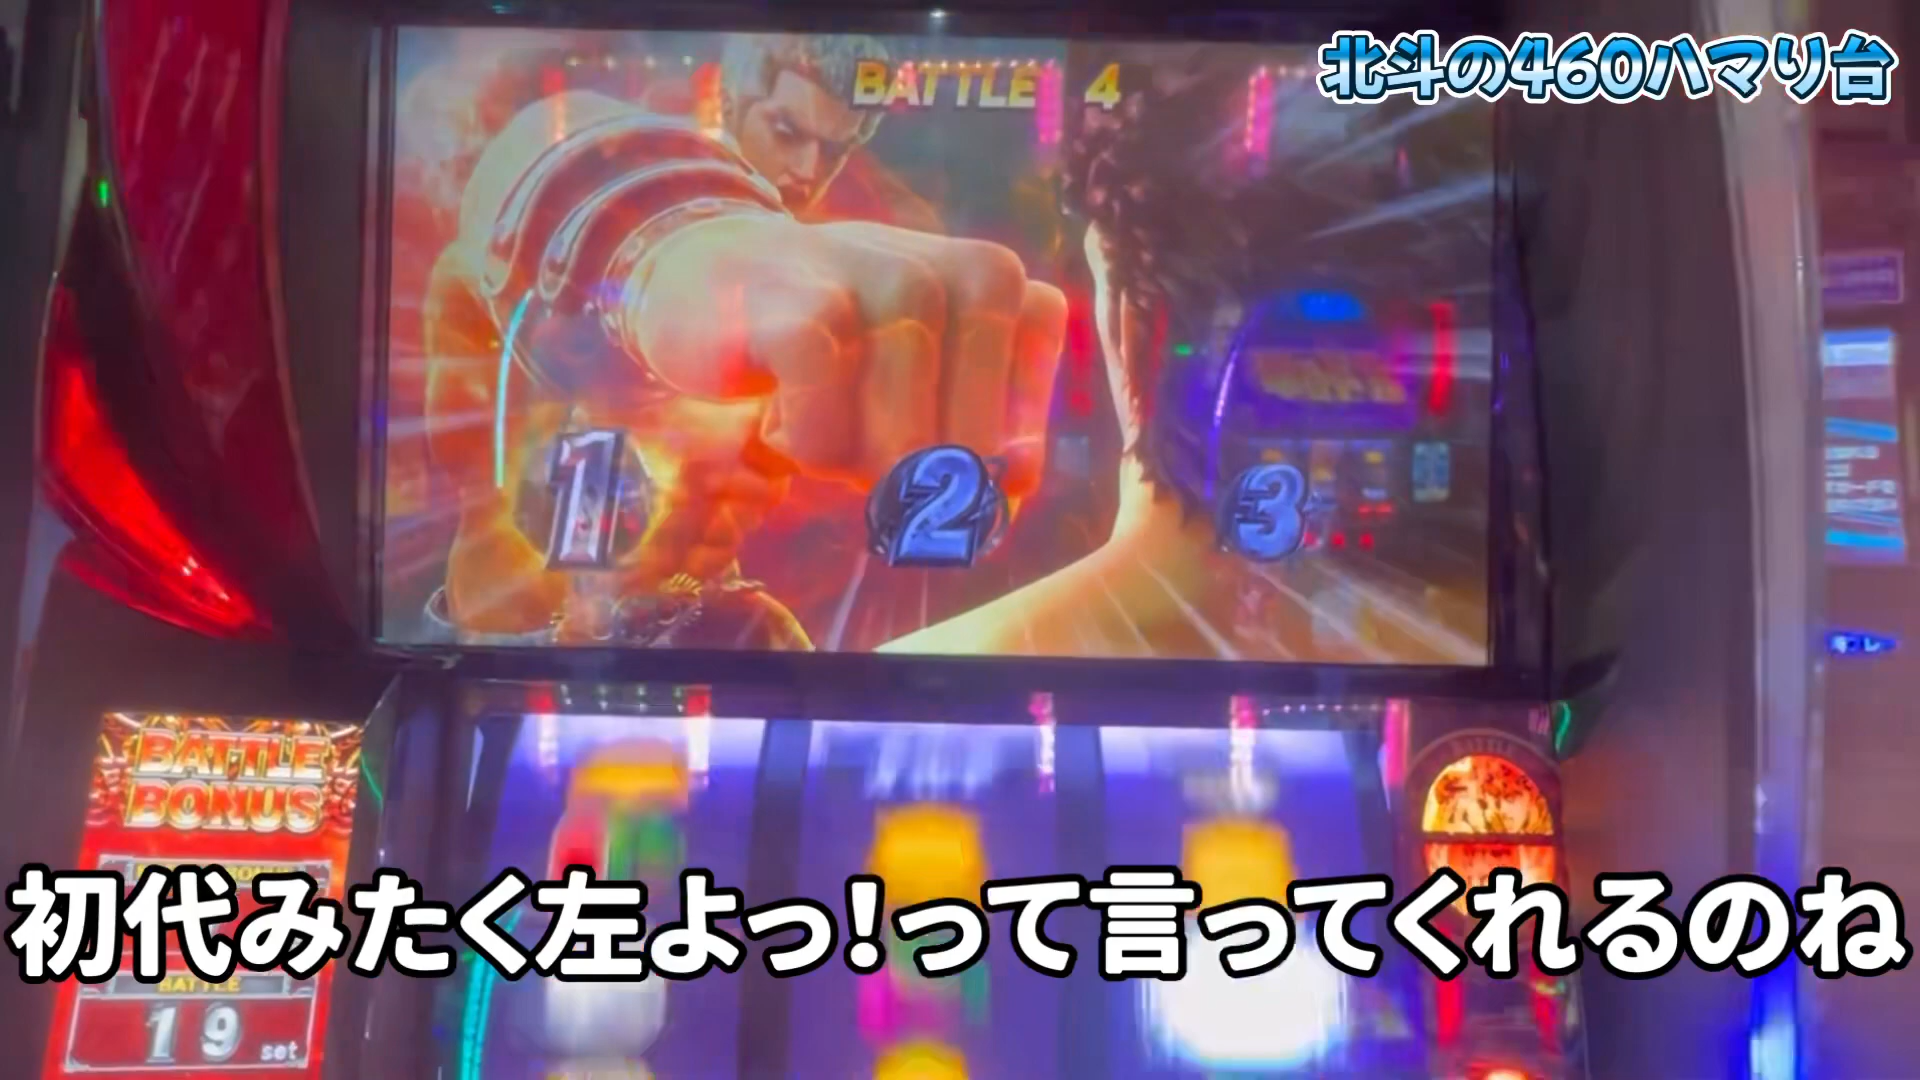 北斗の460ハマり台
BATTLE 4
1 2 3
BATTLE
BONUS
初代みたく左よっ!って言ってくれるのね
BATTLE
19 set